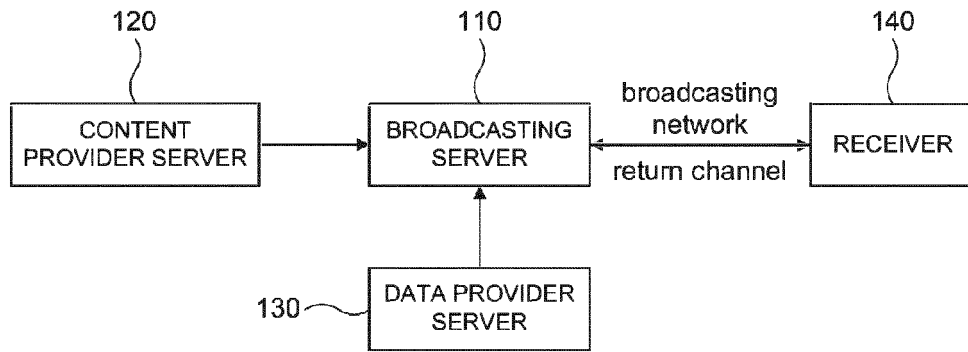 120
110
140
CONTENT
PROVIDER SERVER
BROADCASTING
SERVER
broadcasting
network
return channel
RECEIVER
130
DATA PROVIDER
SERVER